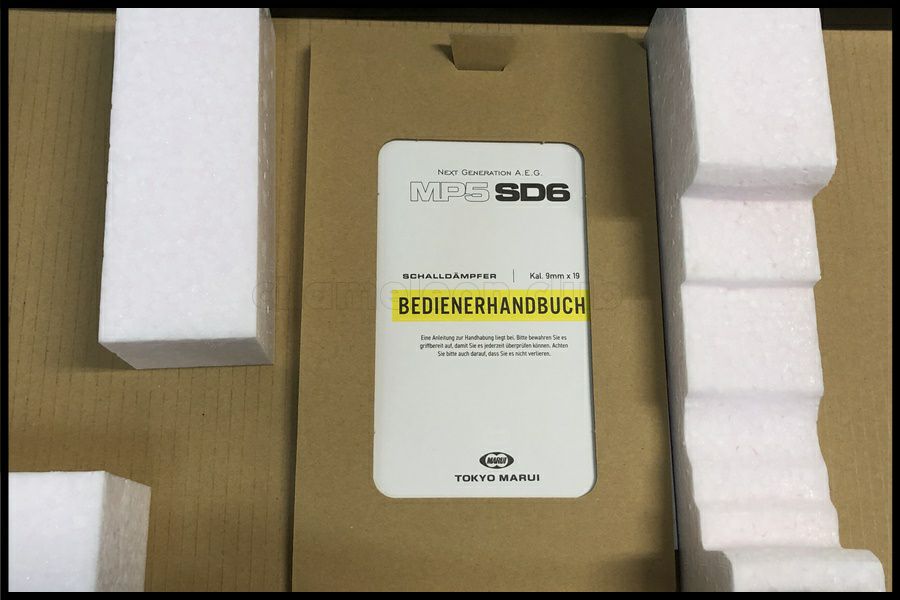 NEXT GENERATION A.E.G.
MP5 SD6
SCHALLDÄMPFER | Kal. 9mm x 19
chameleon club
BEDIENERHANDBUCH
Eine Anleitung zur Handhabung liegt bei. Bitte bewahren Sie es
griffbereit auf, damit Sie es jederzeit überprüfen können. Achten
Sie bitte auch darauf, dass Sie es nicht verlieren.
MARUI
TOKYO MARUI